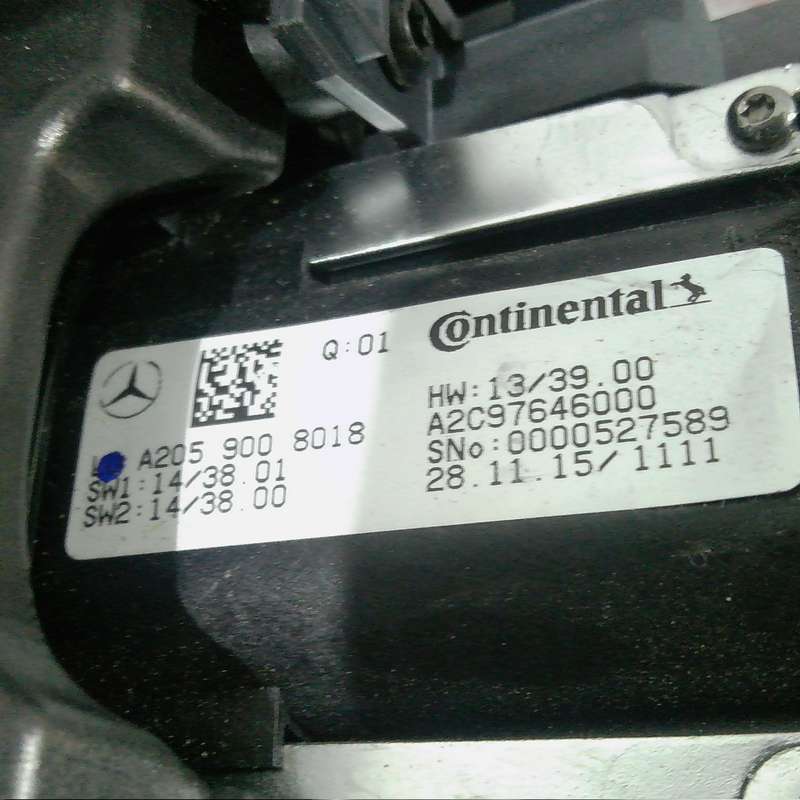 Q:01
Continental
A205 900 8018
SW1:14/38.01
SW2:14/38.00
HW:13/39.00
A2C97646000
SNo:0000527589
28.11.15/1111